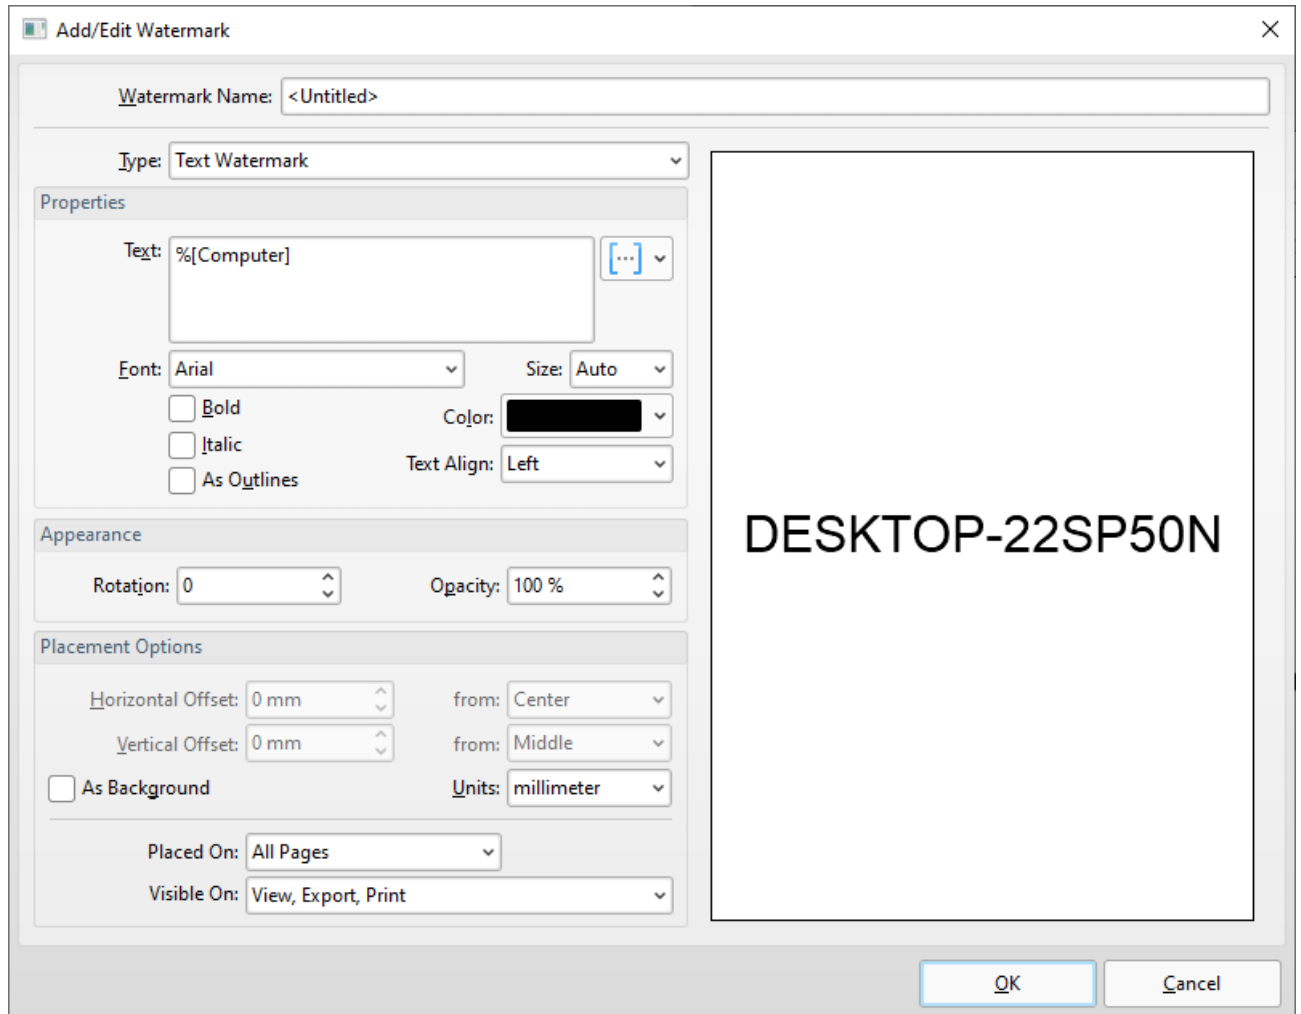 Add/Edit Watermark
Watermark Name: <Untitled>
Type: Text Watermark
Properties
Text: %[Computer]
Font: Arial Size: Auto
Bold
Color:
Italic
Text Align: Left
As Outlines
Appearance
Rotation: 0 Opacity: 100 %
Placement Options
Horizontal Offset: 0 mm from: Center
Vertical Offset: 0 mm from: Middle
As Background Units: millimeter
Placed On: All Pages
Visible On: View, Export, Print
DESKTOP-22SP50N
OK Cancel